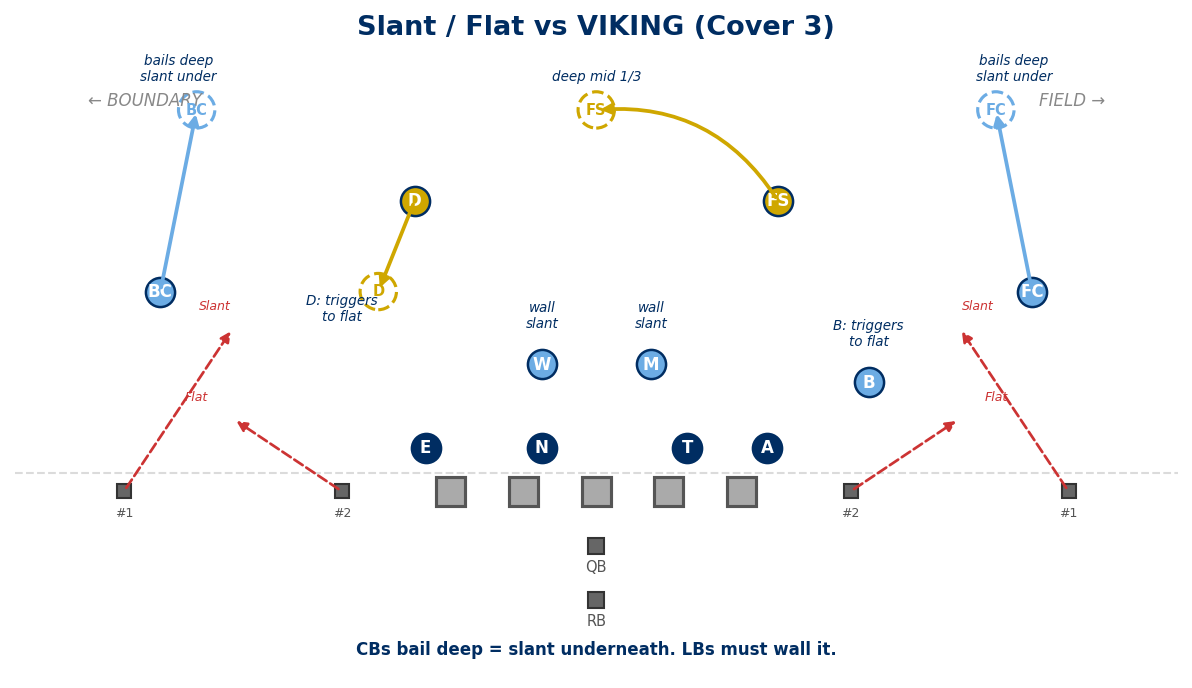 Slant / Flat vs VIKING (Cover 3)
bails deep
slant under
deep mid 1/3
bails deep
slant under
← BOUNDARY
FIELD →
BC
FS
FC
D
FS
BC
D
FC
Slant
Slant
D: triggers
to flat
wall
slant
wall
slant
B: triggers
to flat
W
M
B
Flat
Flat
E
N
T
A
#1
#2
#2
#1
QB
RB
CBs bail deep = slant underneath. LBs must wall it.